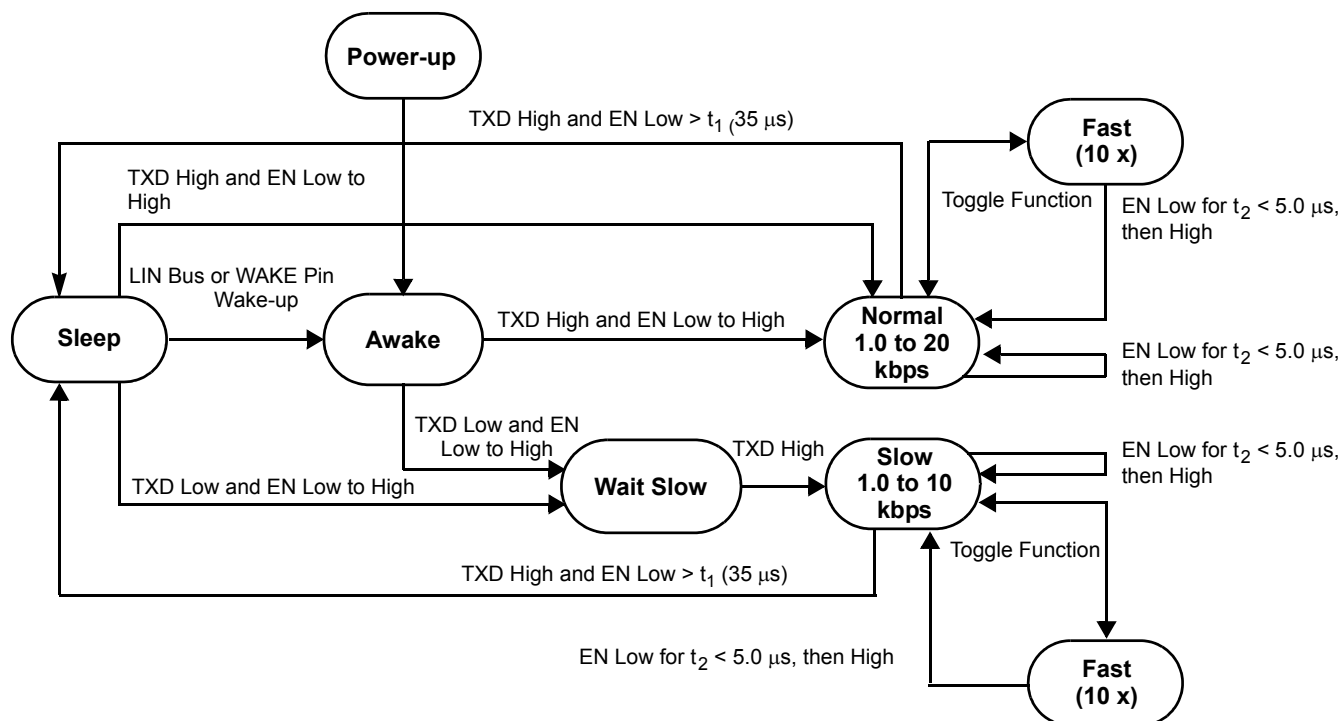 Power-up
TXD High and EN Low > t1 (35 μs)
Fast
(10 x)
TXD High and EN Low to
High
Toggle Function
EN Low for t2 < 5.0 μs,
then High
LIN Bus or WAKE Pin
Wake-up
Sleep
Awake
TXD High and EN Low to High
Normal
1.0 to 20
kbps
EN Low for t2 < 5.0 μs,
then High
TXD Low and EN
Low to High
TXD Low and EN Low to High
Wait Slow
TXD High
Slow
1.0 to 10
kbps
EN Low for t2 < 5.0 μs,
then High
Toggle Function
TXD High and EN Low > t1 (35 μs)
EN Low for t2 < 5.0 μs, then High
Fast
(10 x)